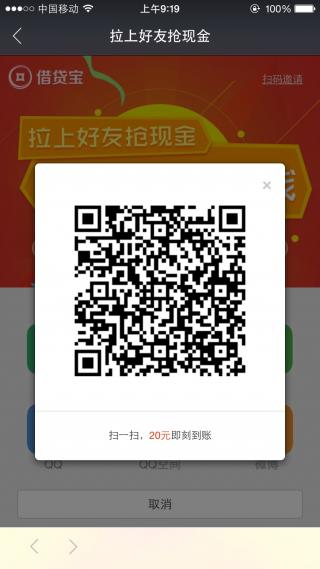 中国移动
上午9:19
100%
拉上好友抢现金
借贷宝
扫码邀请
拉上好友抢现金
钱
×
扫一扫，20元即刻到账
QQ
QQ空间
微博
取消